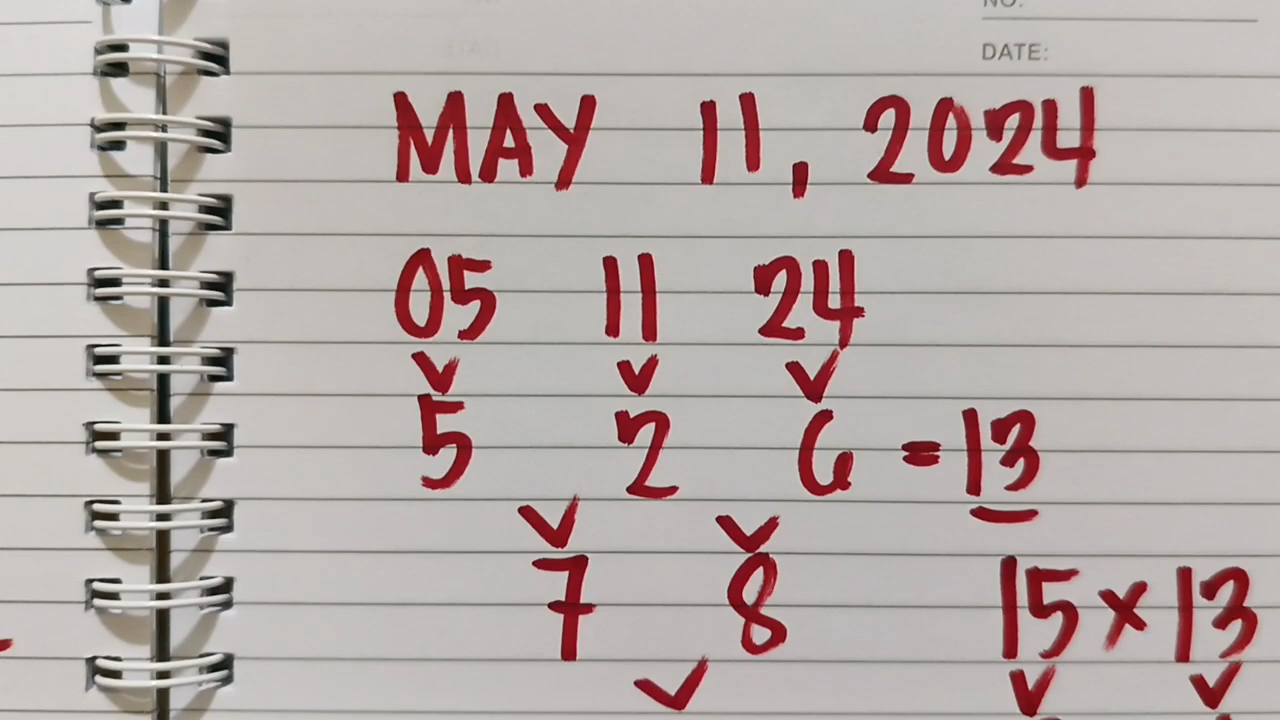 NO.
DATE:
MAY 11, 2024
05 11 24
5 2 6 = 13
7 8
15 x 13